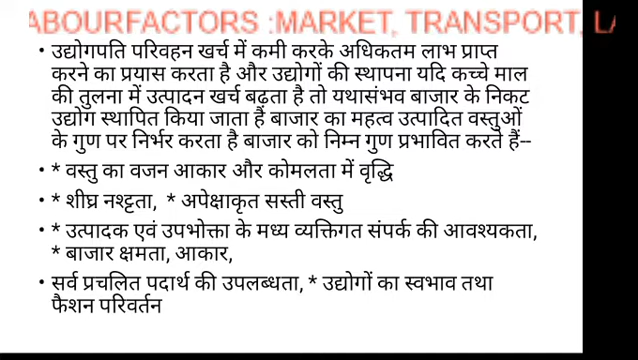 ABOURFACTORS :MARKET, TRANSPORT, LA
• उद्योगपति परिवहन खर्च में कमी करके अधिकतम लाभ प्राप्त
करने का प्रयास करता है और उद्योगों की स्थापना यदि कच्चे माल
की तुलना में उत्पादन खर्च बढ़ता है तो यथासंभव बाजार के निकट
उद्योग स्थापित किया जाता हैं बाजार का महत्व उत्पादित वस्तुओं
के गुण पर निर्भर करता है बाजार को निम्न गुण प्रभावित करते हैं--
• * वस्तु का वजन आकार और कोमलता में वृद्धि
• * शीघ्र नश्ट्टता, * अपेक्षाकृत सस्ती वस्तु
• * उत्पादक एवं उपभोक्ता के मध्य व्यक्तिगत संपर्क की आवश्यकता,
* बाजार क्षमता, आकार,
• सर्व प्रचलित पदार्थ की उपलब्धता, * उद्योगों का स्वभाव तथा
फैशन परिवर्तन